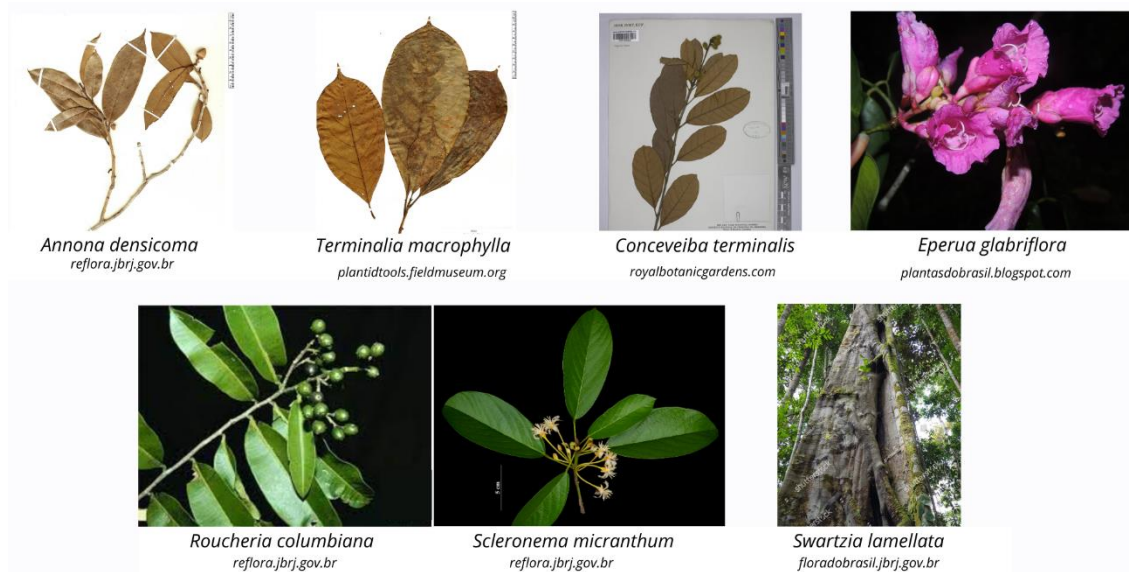 Annona densicoma
reflora.jbrj.gov.br
Terminalia macrophylla
plantidtools.fieldmuseum.org
Conceveiba terminalis
royalbotanicgardens.com
Eperua glabriflora
plantasdobrasil.blogspot.com
5 cm
Roucheria columbiana
reflora.jbrj.gov.br
Scleronema micranthum
reflora.jbrj.gov.br
Swartzia lamellata
floradobrasil.jbrj.gov.br